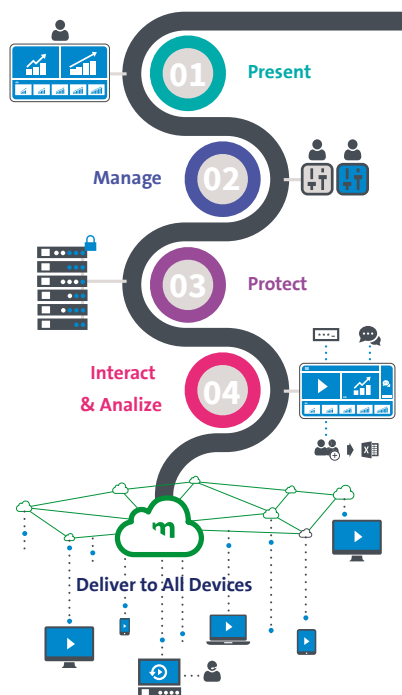 01
Present
Manage
02
03
Protect
Interact
& Analize
04
m
Deliver to All Devices